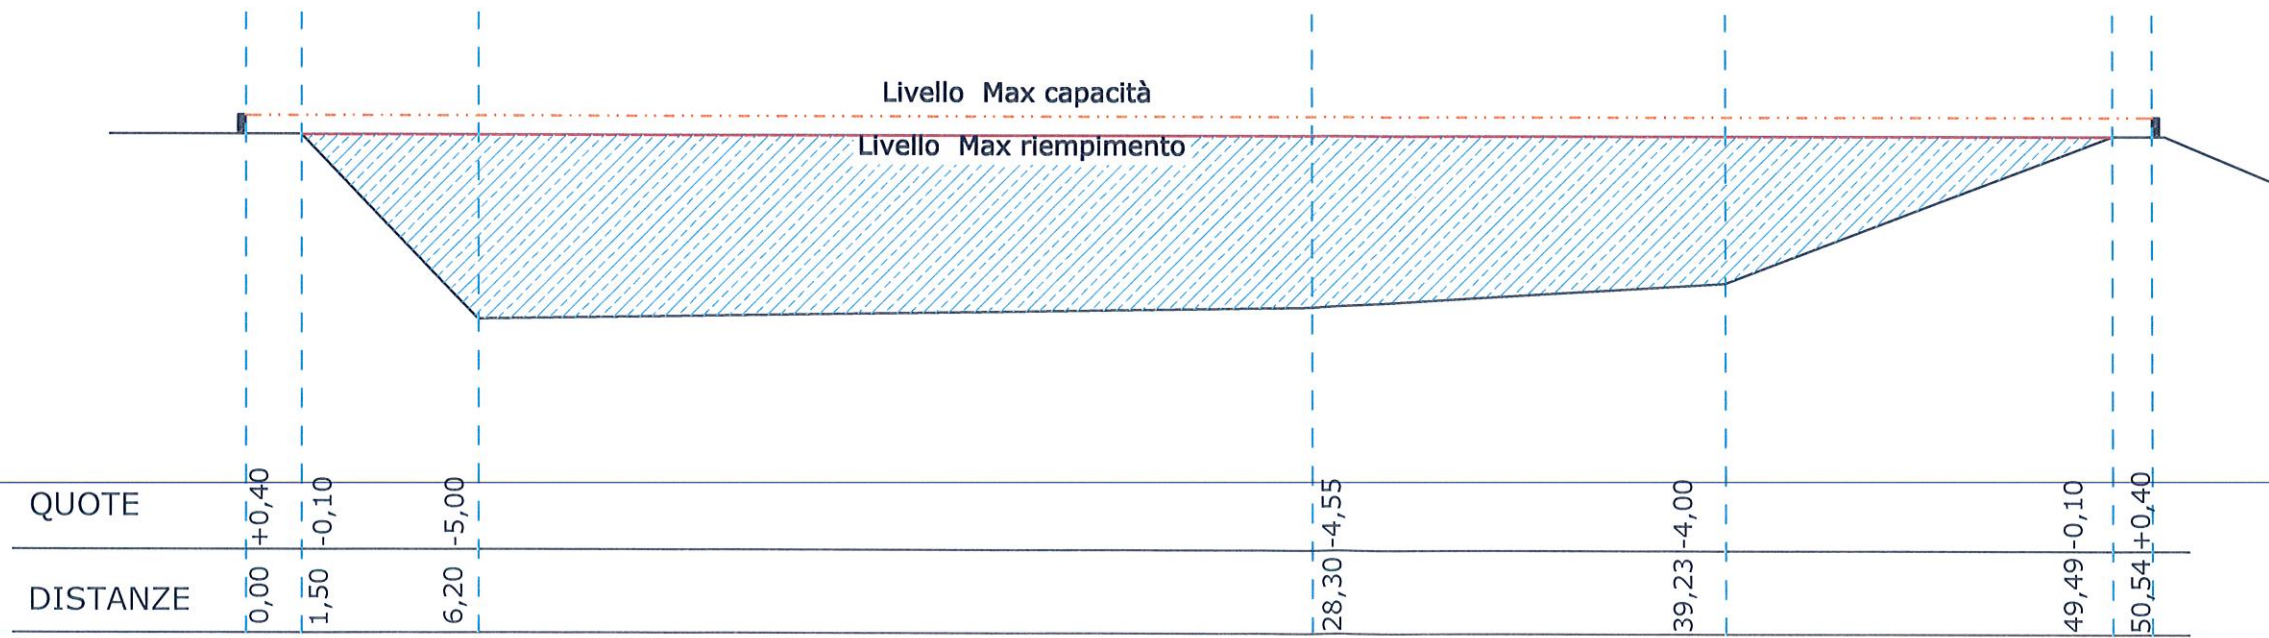 Livello Max capacità
Livello Max riempimento
QUOTE +0,40 -0,10 -5,00 -4,55 -4,00 -0,10 +0,40
DISTANZE 0,00 1,50 6,20 28,30 39,23 49,49 50,54